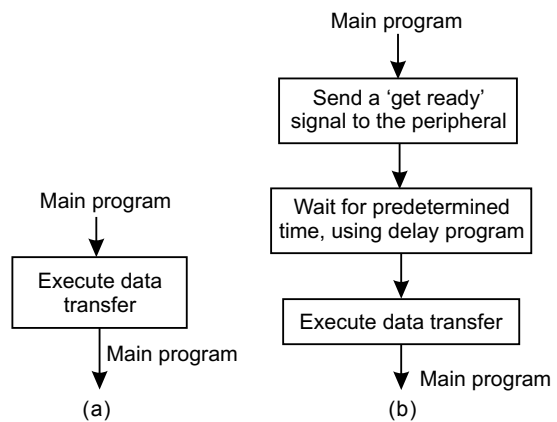 Main program
Execute data
transfer
Main program
(a)
Main program
Send a ‘get ready’
signal to the peripheral
Wait for predetermined
time, using delay program
Execute data transfer
Main program
(b)